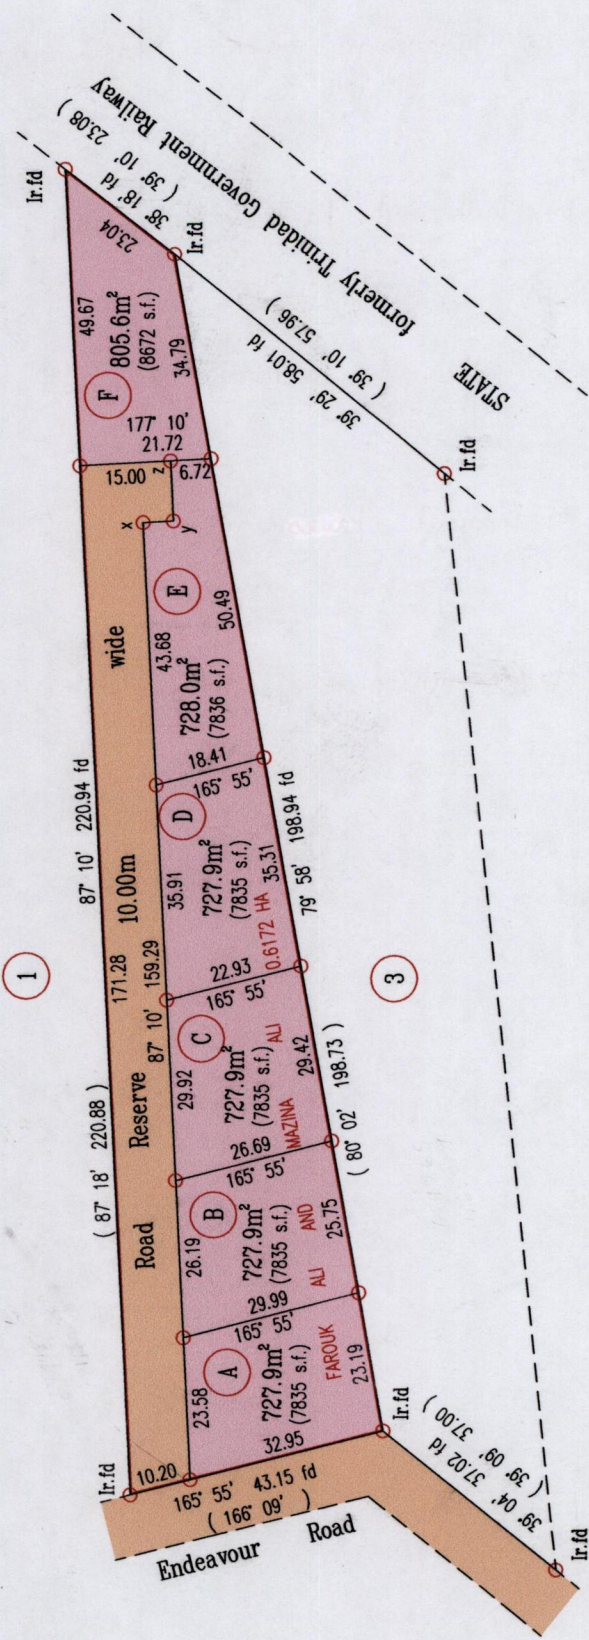 Ir.fd
formerly Trinidad Government Railway
38° 18' fd
( 39° 10' 23.08 )
23.04
49.67
F
805.6m²
(8672 s.f.)
34.79
Ir.fd
177° 10'
21.72
15.00
z
6.72
39° 29' 58.01 fd
( 39° 10' 57.96 )
STATE
Ir.fd
x
y
E
43.68
728.0m²
(7836 s.f.)
50.49
wide
18.41
165° 55'
D
35.91
727.9m²
(7835 s.f.)
0.6172 HA
35.31
79° 58' 198.94 fd
87° 10' 220.94 fd
10.00m
1
171.28
159.29
87° 10'
22.93
165° 55'
3
C
29.92
727.9m²
(7835 s.f.)
MAZINA ALI
29.42
( 80° 02' 198.73 )
( 87° 18' 220.88 )
Road Reserve
26.69
165° 55'
B
26.19
727.9m²
(7835 s.f.)
ALI AND
25.75
29.99
165° 55'
A
23.58
727.9m²
(7835 s.f.)
FAROUK
23.19
Ir.fd
10.20
32.95
165° 55' 43.15 fd
( 166° 09' )
Ir.fd
Endeavour Road
39° 04' 37.02 fd
( 39° 09' 37.00 )
Ir.fd